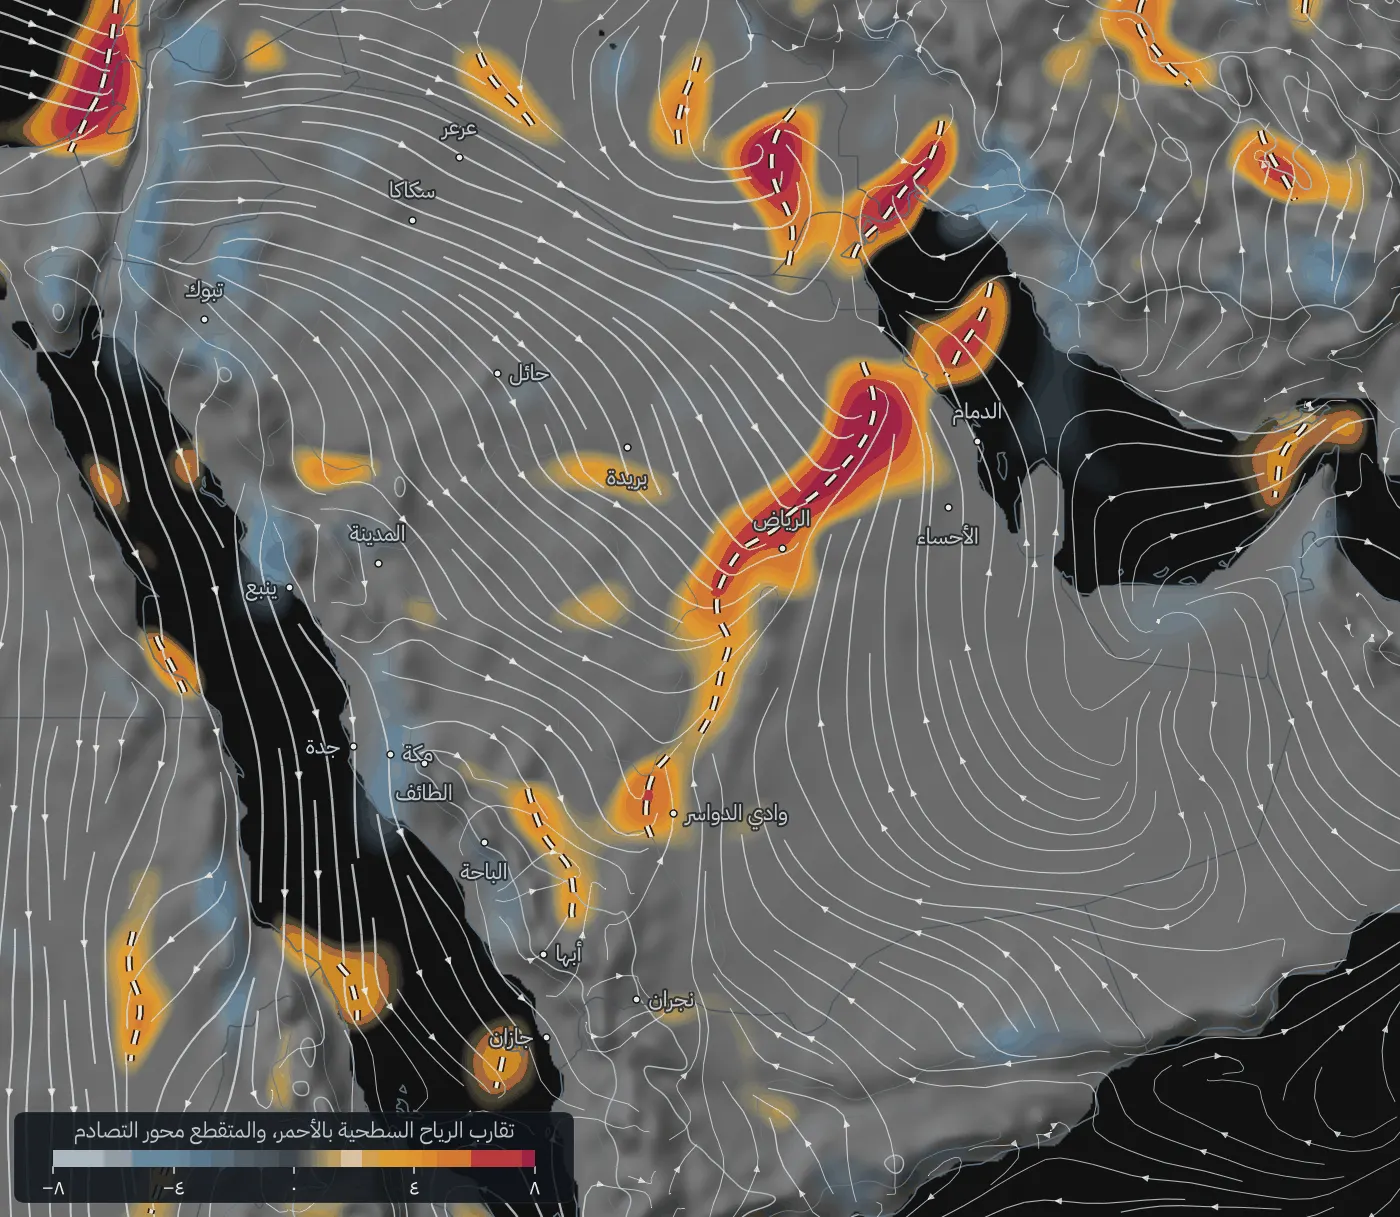 عرعر
سكاكا
تبوك
حائل
الدمام
بريدة
الرياض
المدينة
الأحساء
ينبع
جدة
مكة
الطائف
وادي الدواسر
الباحة
أبها
نجران
جازان
تقارب الرياح السطحية بالأحمر، والمتقطع محور التصادم
−٨ −٤ ٠ ٤ ٨